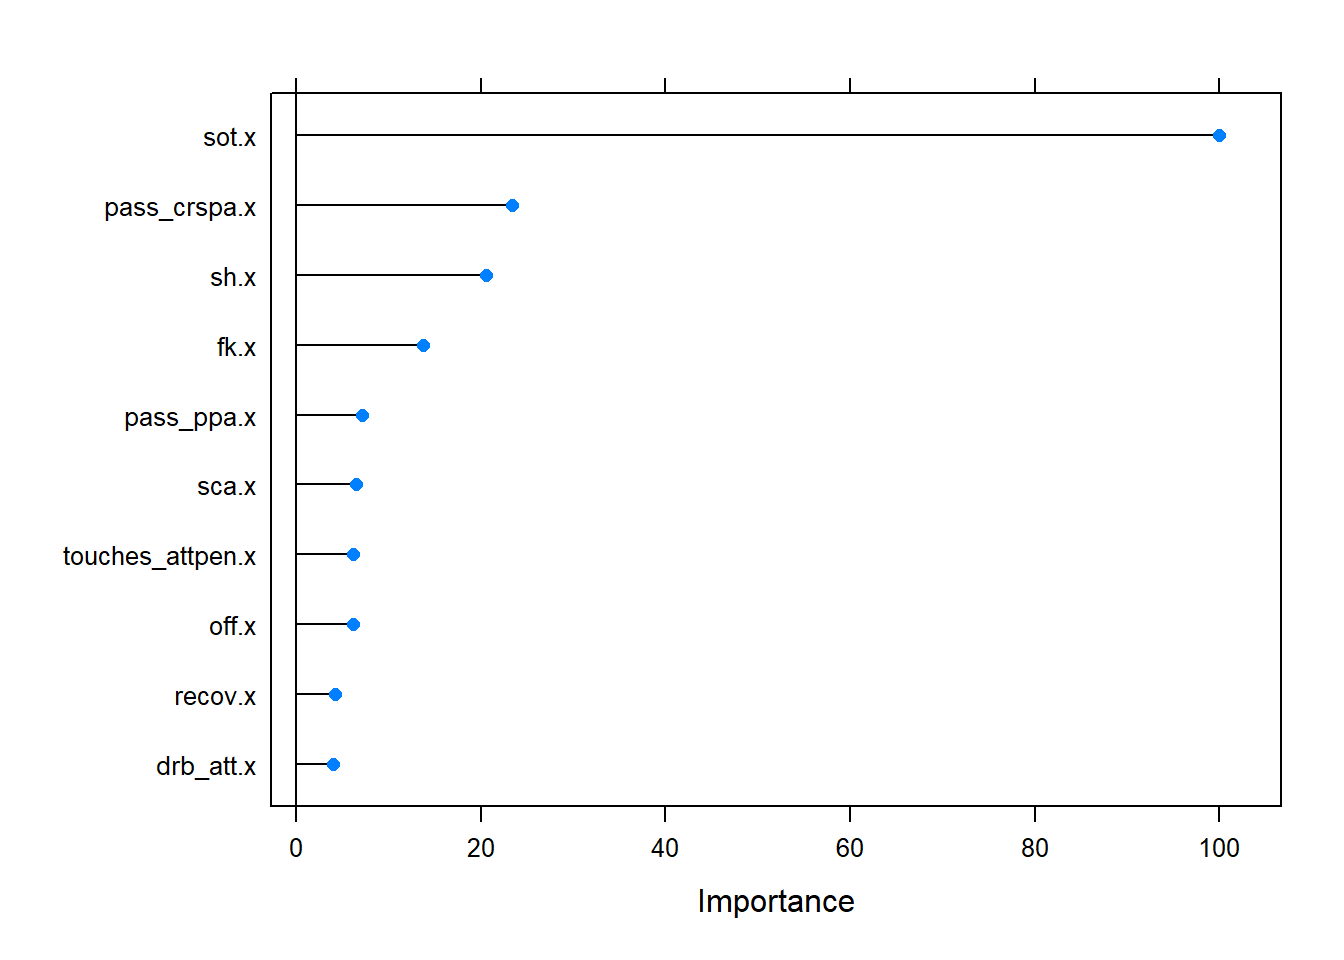 sot.x
pass_crspa.x
sh.x
fk.x
pass_ppa.x
sca.x
touches_attpen.x
off.x
recov.x
drb_att.x
0 20 40 60 80 100
Importance